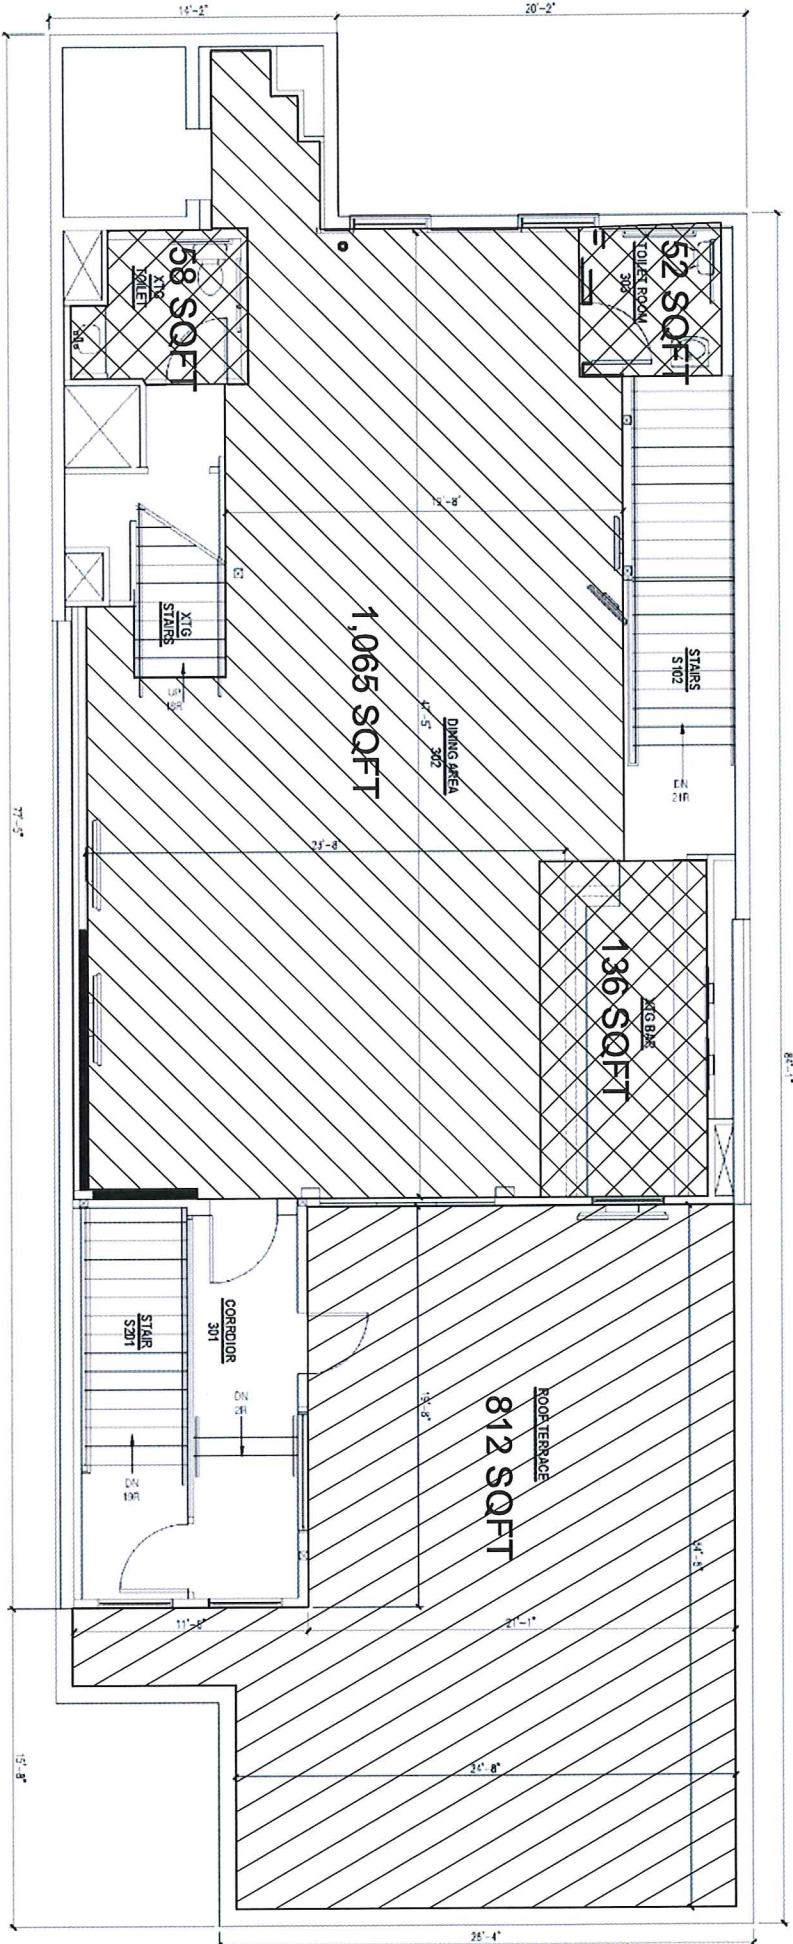 14'-2"
20'-2"
58 SQFT
XTG
TOILET
52 SQFT
TOILET ROOM
303
19'-8"
XTG
STAIRS
UP
18R
1,065 SQFT
DINING AREA
302
47'-5"
STAIRS
S102
DN
21R
77'-5"
23'-8"
136 SQFT
XTG BAR
84'-1"
STAIR
S201
DN
19R
CORRDIOR
301
DN
2R
19'-8"
ROOF TERRACE
812 SQFT
34'-8"
11'-6"
21'-1"
24'-8"
15'-8"
26'-4"